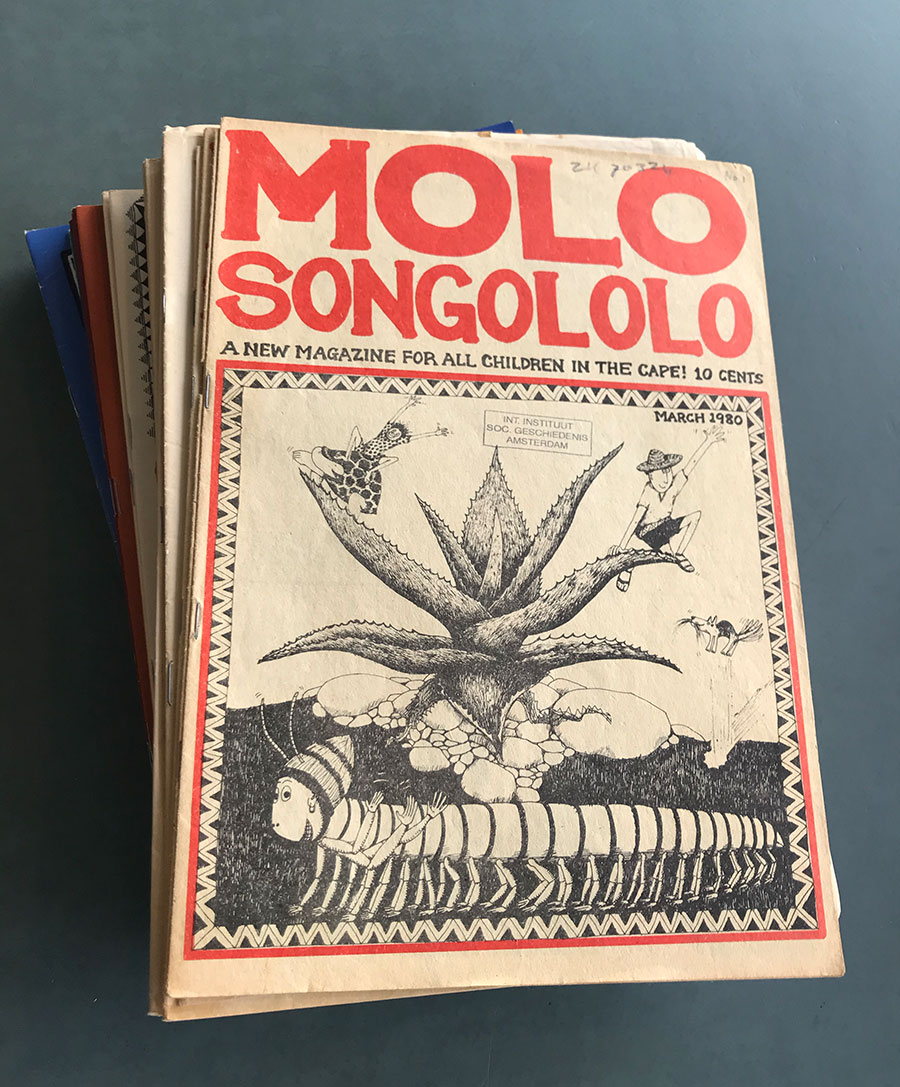 MOLO
SONGOLOLO
A NEW MAGAZINE FOR ALL CHILDREN IN THE CAPE! 10 CENTS
MARCH 1980
INT. INSTITUUT
SOC. GESCHIEDENIS
AMSTERDAM